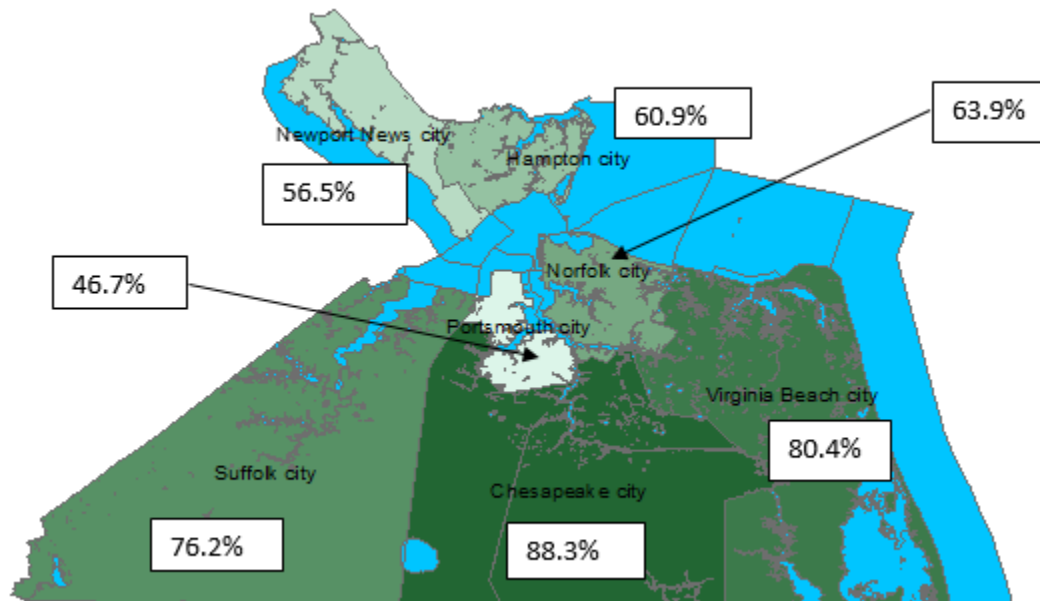 60.9%
63.9%
Newport News city
Hampton city
56.5%
Norfolk city
46.7%
Portsmouth city
Virginia Beach city
80.4%
Suffolk city
Chesapeake city
76.2%
88.3%